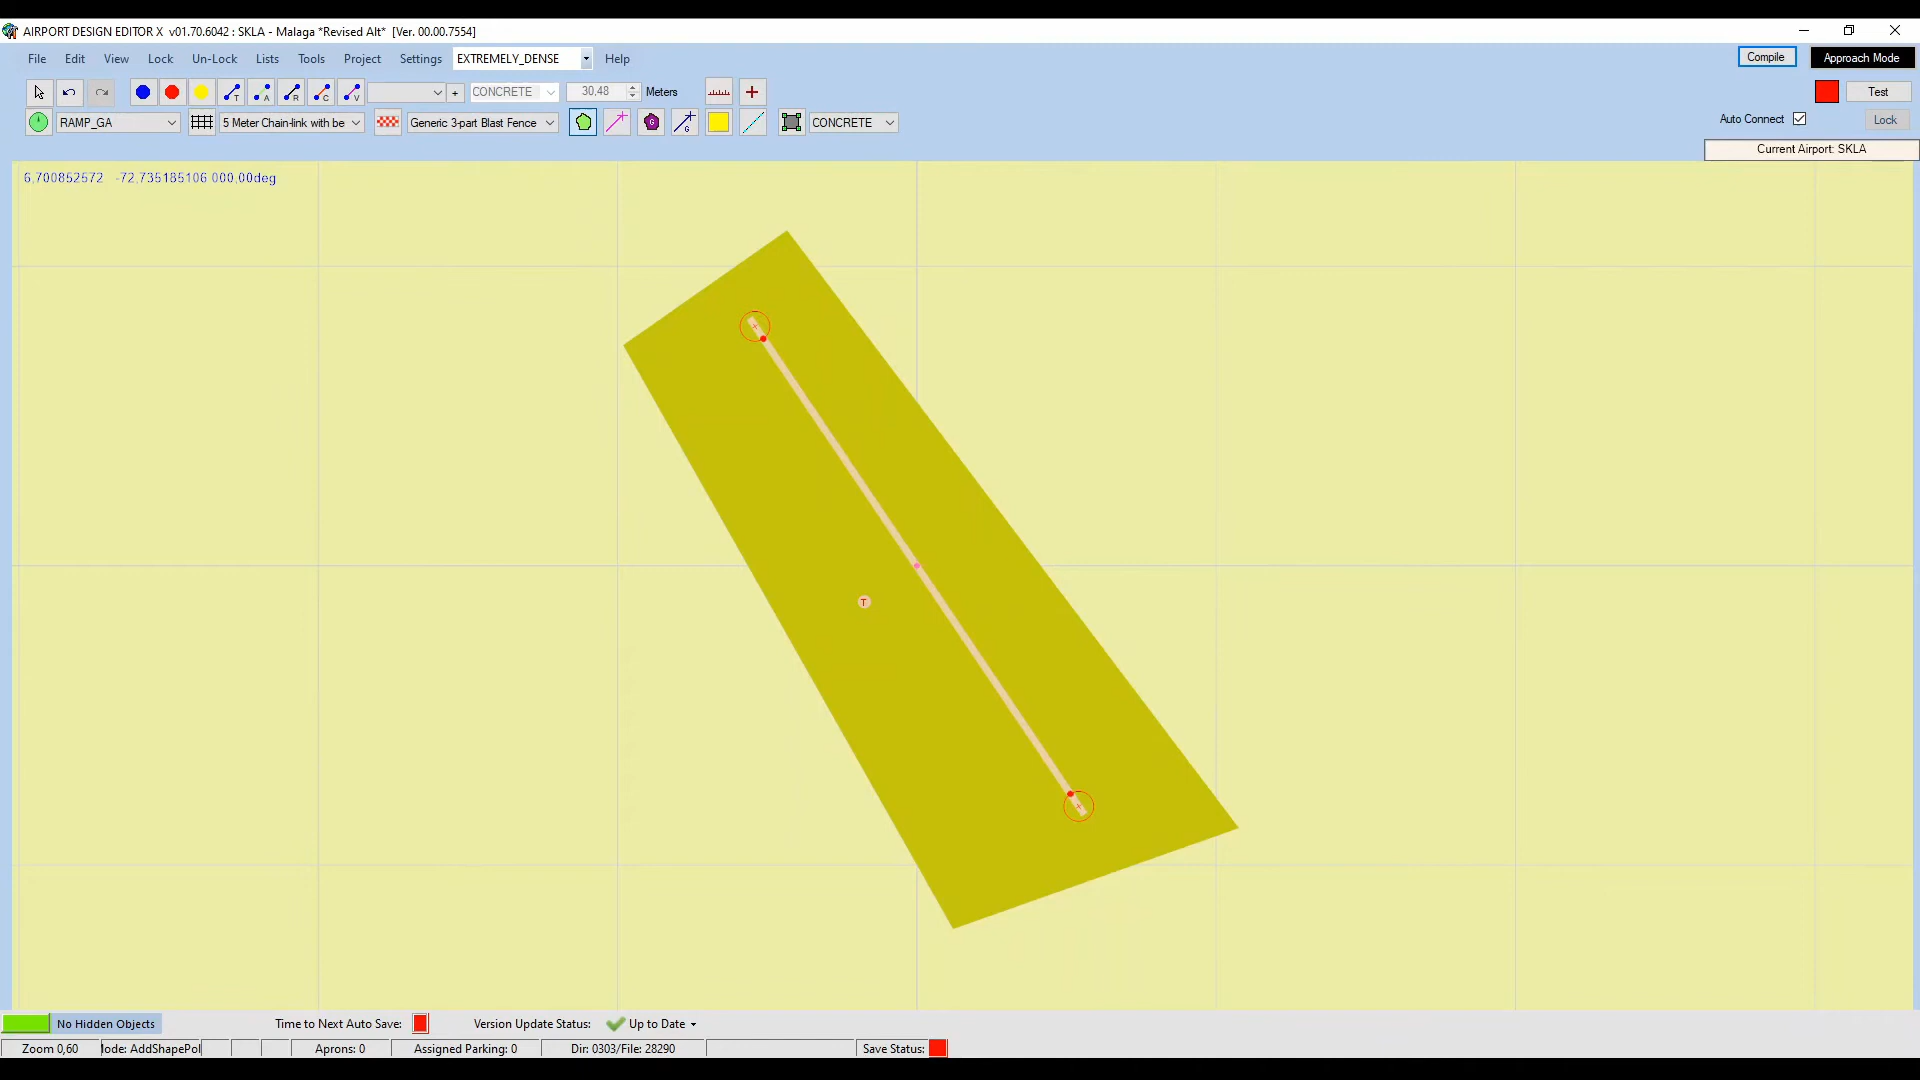 AIRPORT DESIGN EDITOR X v01.70.6042 : SKLA - Malaga *Revised Alt* [Ver. 00.00.7554]
File Edit View Lock Un-Lock Lists Tools Project Settings EXTREMELY_DENSE Help Compile Approach Mode
T A R C V + CONCRETE 30,48 Meters Test
RAMP_GA 5 Meter Chain-link with be Generic 3-part Blast Fence G G CONCRETE Auto Connect Lock
Current Airport: SKLA
6,700852572 -72,735185106 000,00deg
T
No Hidden Objects Time to Next Auto Save: Version Update Status: Up to Date
Zoom 0,60 lode: AddShapePol Aprons: 0 Assigned Parking: 0 Dir: 0303/File: 28290 Save Status: